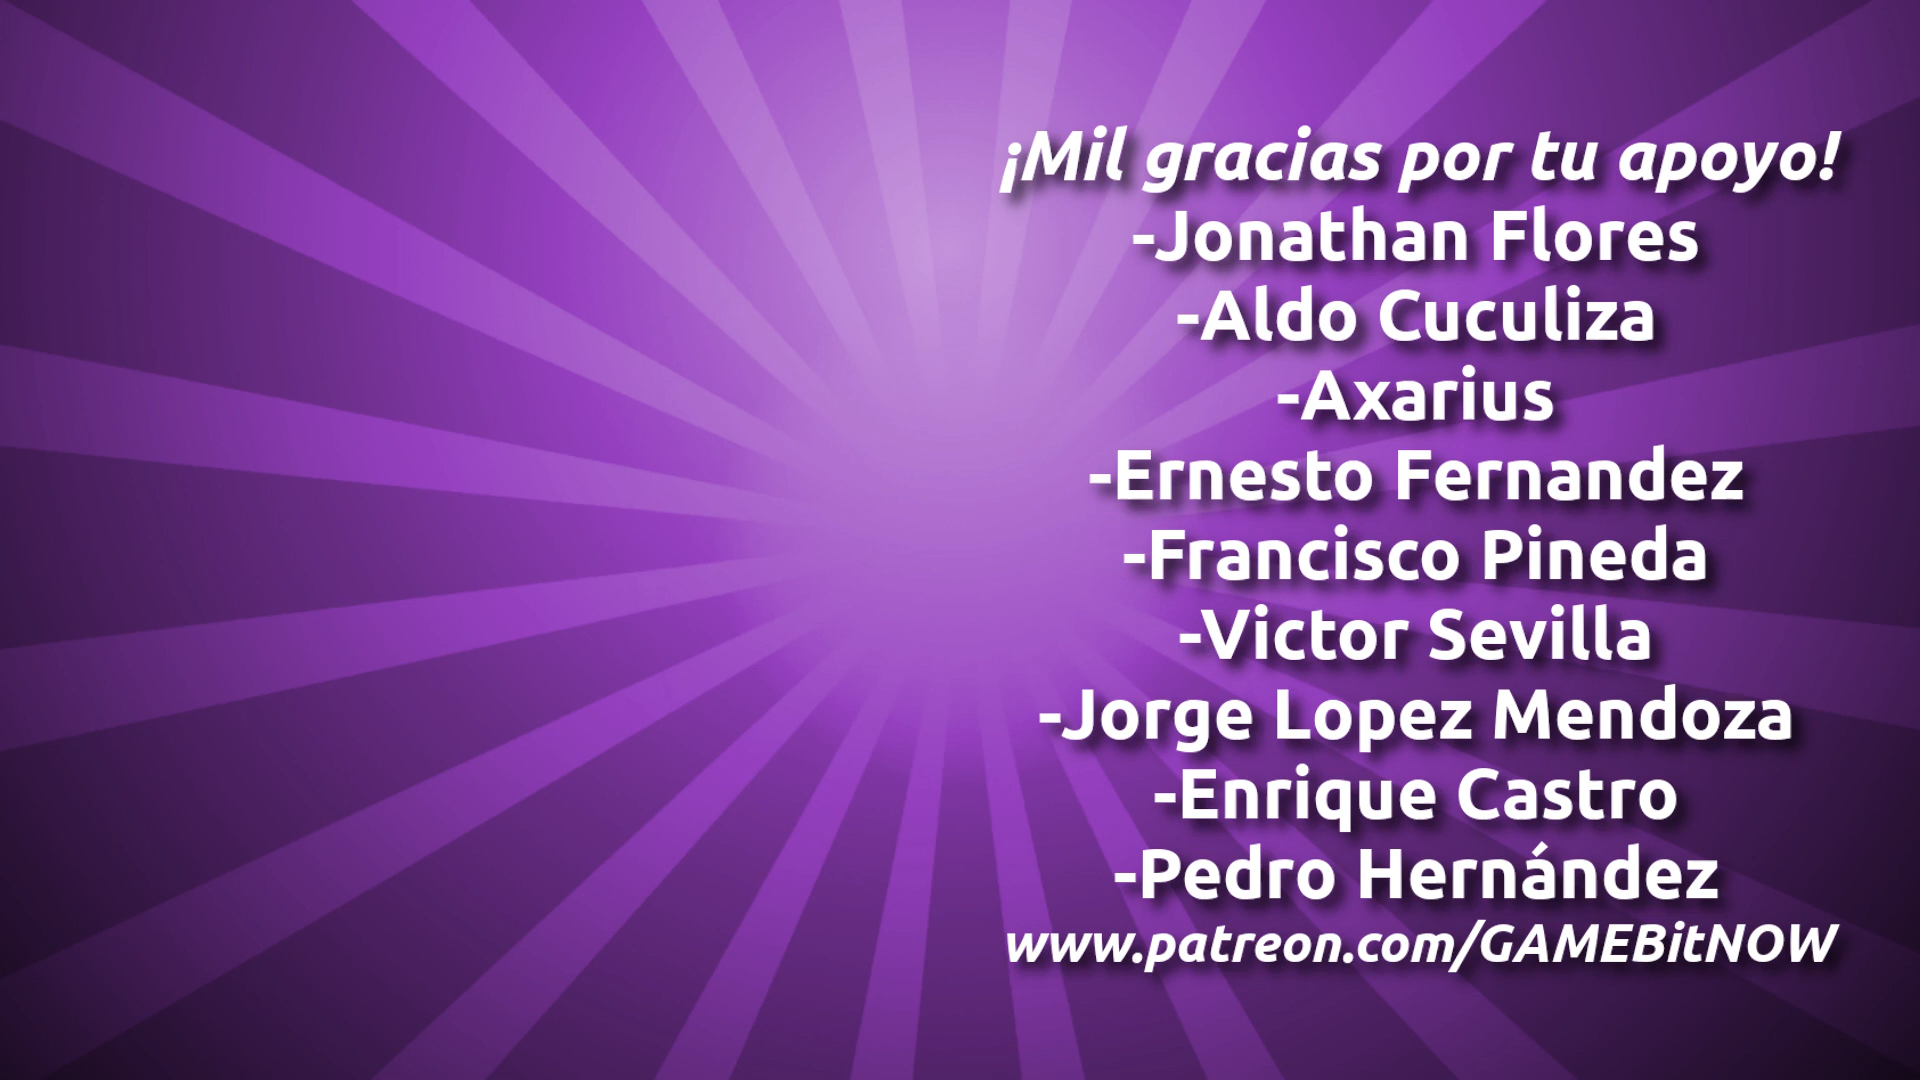 ¡Mil gracias por tu apoyo!
-Jonathan Flores
-Aldo Cuculiza
-Axarius
-Ernesto Fernandez
-Francisco Pineda
-Victor Sevilla
-Jorge Lopez Mendoza
-Enrique Castro
-Pedro Hernández
www.patreon.com/GAMEBitNOW